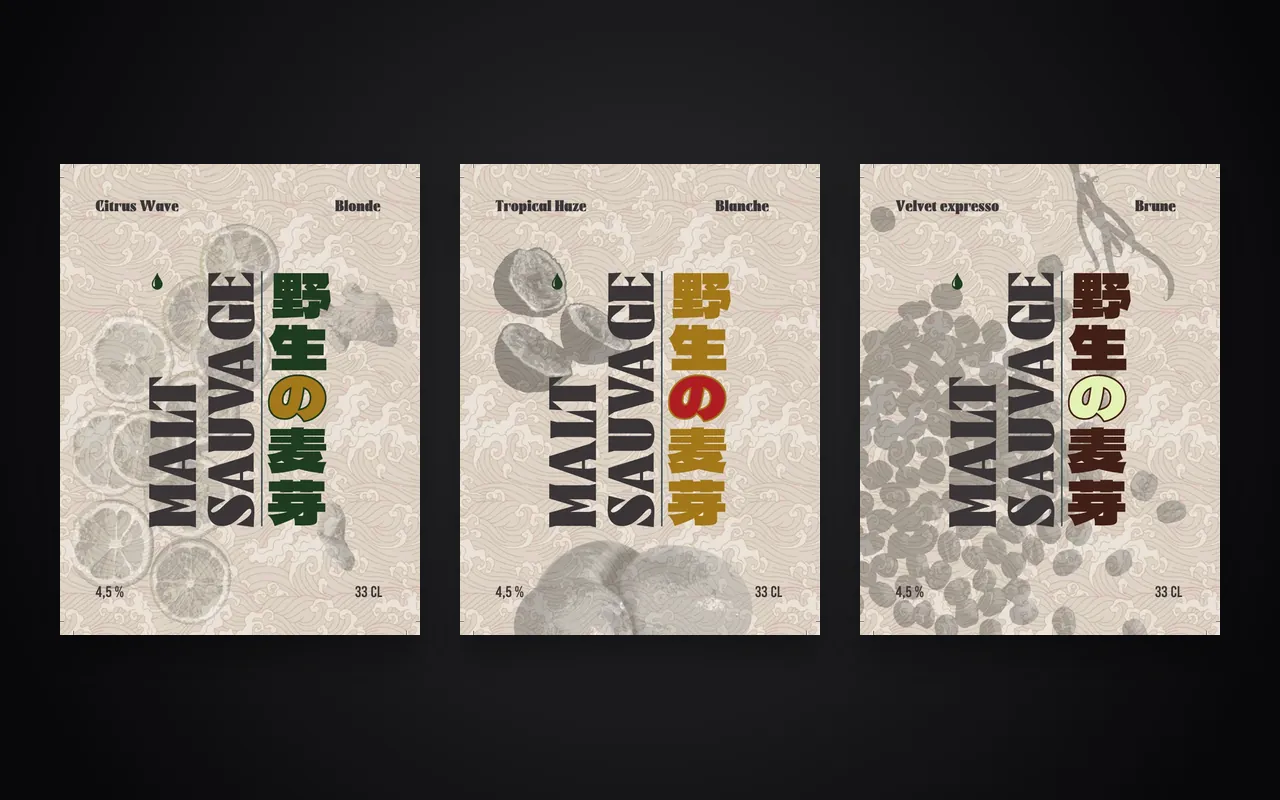 Citrus Wave
Blonde
MALT
SAUVAGE
野生の麦芽
4,5 %
33 CL
Tropical Haze
Blanche
MALT
SAUVAGE
野生の麦芽
4,5 %
33 CL
Velvet expresso
Brune
MALT
SAUVAGE
野生の麦芽
4,5 %
33 CL